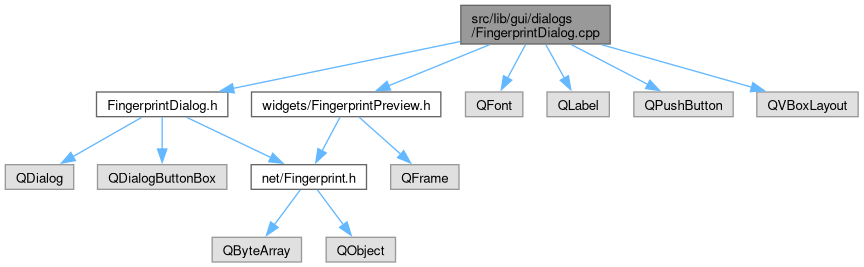 src/lib/gui/dialogs
/FingerprintDialog.cpp
FingerprintDialog.h
widgets/FingerprintPreview.h
QFont
QLabel
QPushButton
QVBoxLayout
QDialog
QDialogButtonBox
net/Fingerprint.h
QFrame
QByteArray
QObject